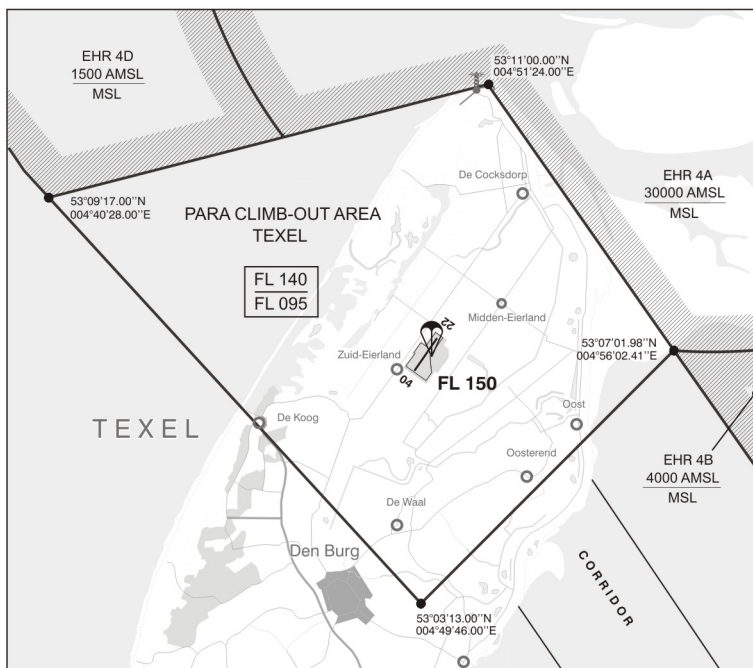 EHR 4D
1500 AMSL
MSL
53°11'00.00''N
004°51'24.00''E
De Cocksdorp
EHR 4A
30000 AMSL
MSL
53°09'17.00''N
004°40'28.00''E
PARA CLIMB-OUT AREA
TEXEL
FL 140
FL 095
Midden-Eierland
22
53°07'01.98''N
004°56'02.41''E
Zuid-Eierland
04
FL 150
TEXEL
De Koog
Oost
EHR 4B
4000 AMSL
MSL
Oosterend
De Waal
Den Burg
CORRIDOR
53°03'13.00''N
004°49'46.00''E